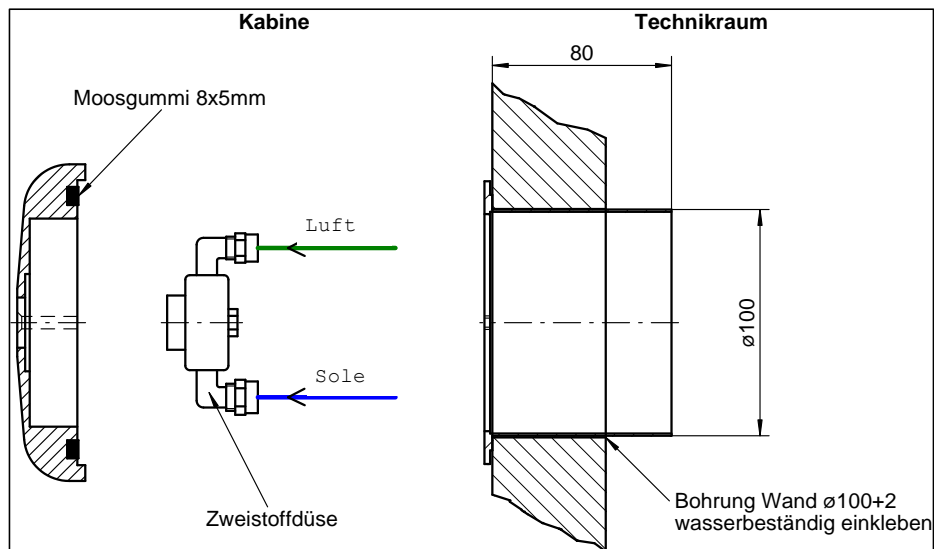 Kabine
Technikraum
80
Moosgummi 8x5mm
Luft
ø100
Sole
Zweistoffdüse
Bohrung Wand ø100+2
wasserbeständig einkleben